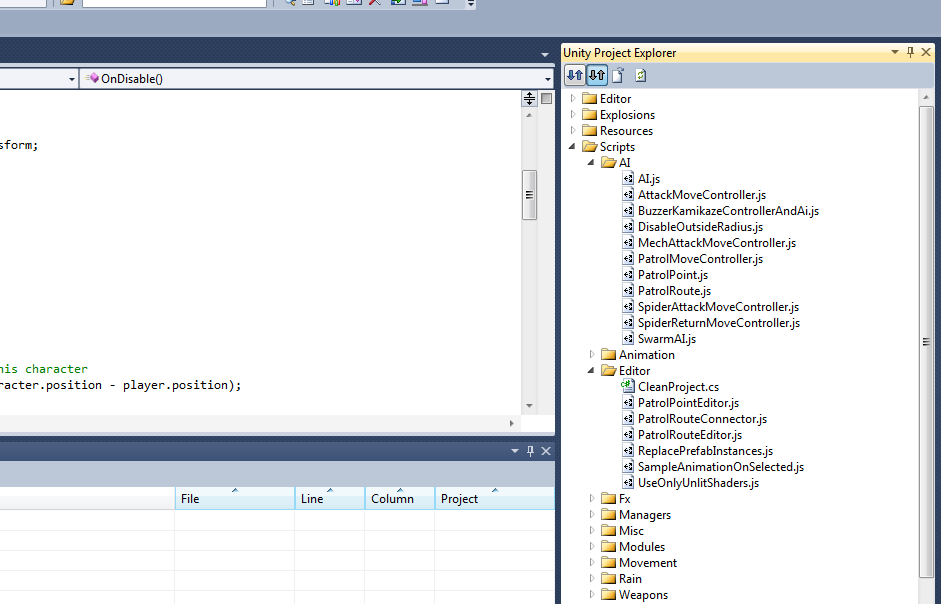 OnDisable()
sform;
his character
racter.position - player.position);
File
Line
Column
Project
Unity Project Explorer
Editor
Explosions
Resources
Scripts
AI
AI.js
AttackMoveController.js
BuzzerKamikazeControllerAndAi.js
DisableOutsideRadius.js
MechAttackMoveController.js
PatrolMoveController.js
PatrolPoint.js
PatrolRoute.js
SpiderAttackMoveController.js
SpiderReturnMoveController.js
SwarmAI.js
Animation
Editor
CleanProject.cs
PatrolPointEditor.js
PatrolRouteConnector.js
PatrolRouteEditor.js
ReplacePrefabInstances.js
SampleAnimationOnSelected.js
UseOnlyUnlitShaders.js
Fx
Managers
Misc
Modules
Movement
Rain
Weapons